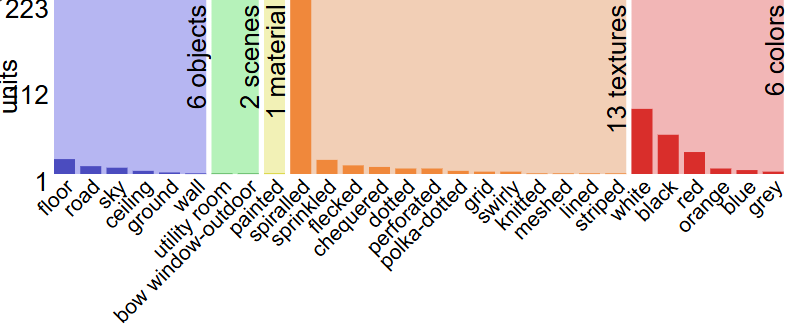 223
112
1
units
6 objects
2 scenes
1 material
13 textures
6 colors
floor
road
sky
ceiling
ground
wall
utility room
bow window-outdoor
painted
spiralled
sprinkled
flecked
chequered
dotted
perforated
polka-dotted
grid
swirly
knitted
meshed
lined
striped
white
black
red
orange
blue
grey